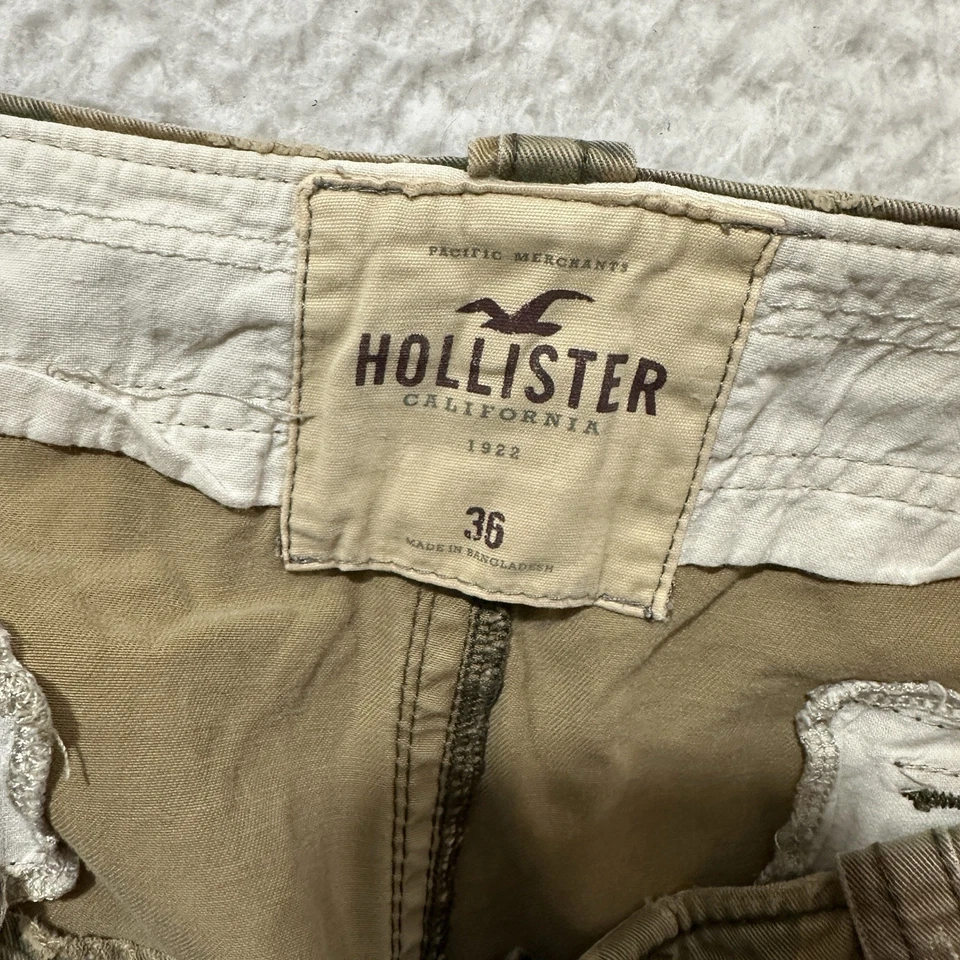 PACIFIC MERCHANTS
HOLLISTER
CALIFORNIA
1922
36
MADE IN BANGLADESH